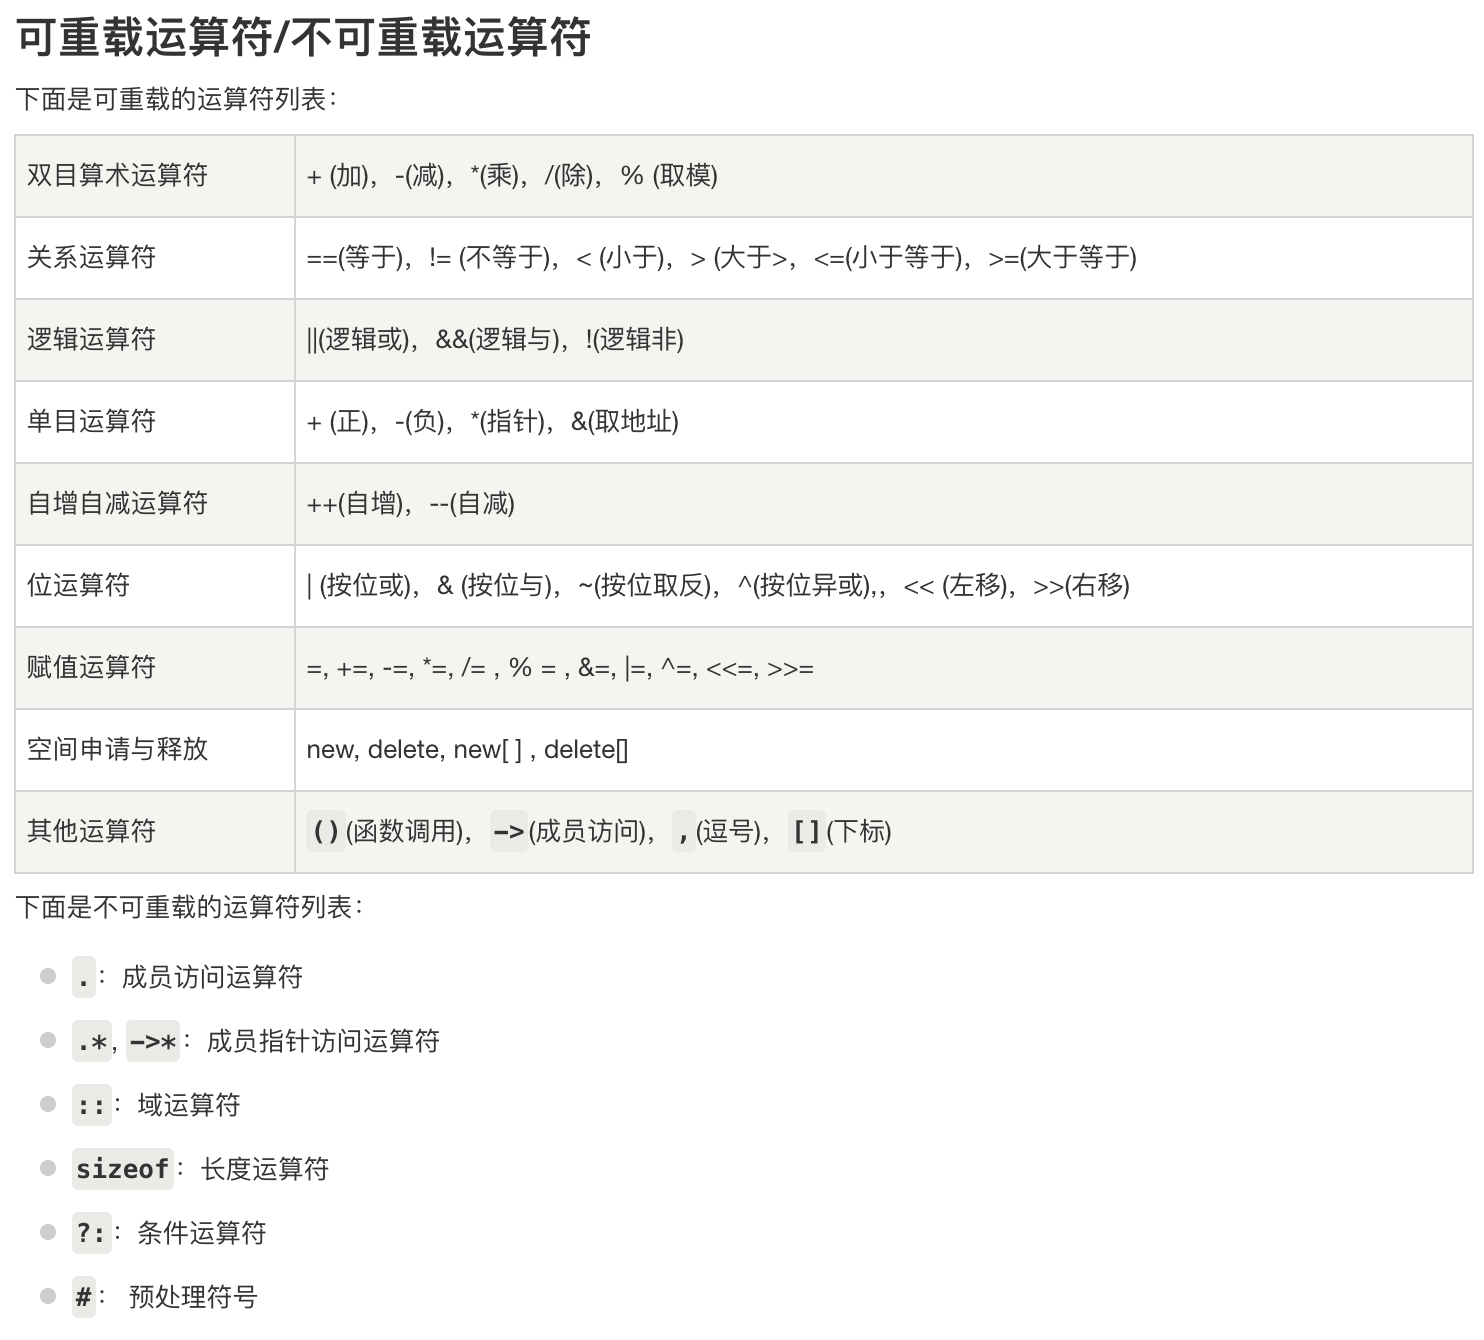 可重载运算符/不可重载运算符
下面是可重载的运算符列表：
双目算术运算符 + (加)，-(减)，*(乘)，/(除)，% (取模)
关系运算符 ==(等于)，!= (不等于)，< (小于)，> (大于>，<=(小于等于)，>=(大于等于)
逻辑运算符 ||(逻辑或)，&&(逻辑与)，!(逻辑非)
单目运算符 + (正)，-(负)，*(指针)，&(取地址)
自增自减运算符 ++(自增)，--(自减)
位运算符 | (按位或)，& (按位与)，~(按位取反)，^(按位异或),，<< (左移)，>>(右移)
赋值运算符 =, +=, -=, *=, /= , % = , &=, |=, ^=, <<=, >>=
空间申请与释放 new, delete, new[ ] , delete[]
其他运算符 ()(函数调用)，->(成员访问)，,(逗号)，[](下标)
下面是不可重载的运算符列表：
.：成员访问运算符
.*, ->*：成员指针访问运算符
::：域运算符
sizeof：长度运算符
?:：条件运算符
#： 预处理符号